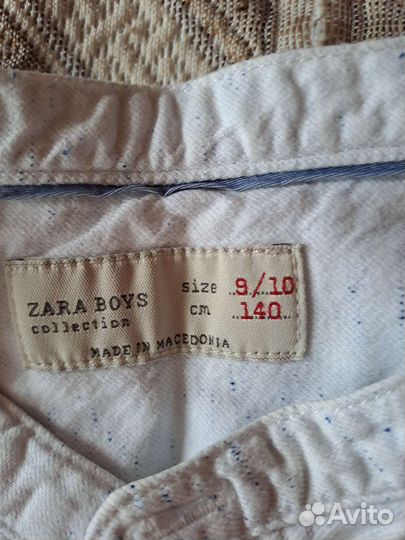 ZARA BOYS
collection
size 9/10
cm 140
MADE IN MACEDONIA
Avito